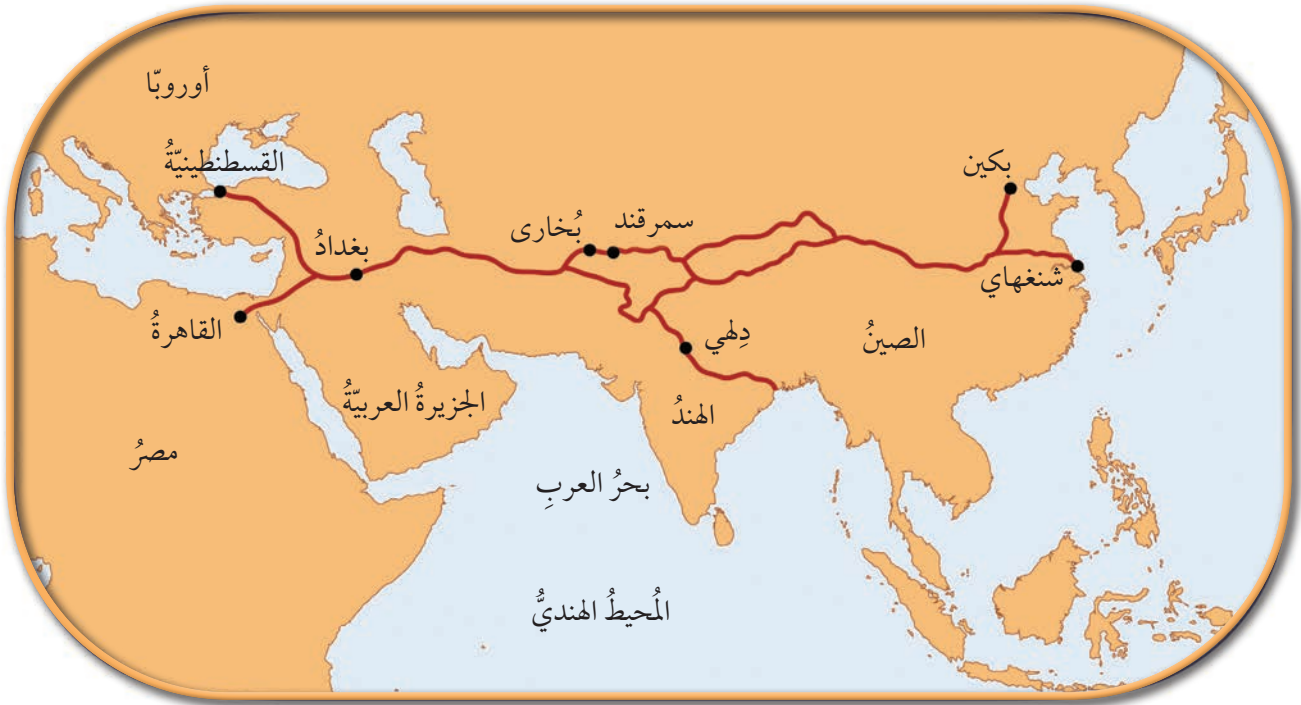 أوروبّا
القسطنطينيّةُ
بكين
سمرقند
بُخارى
بغدادُ
شنغهاي
القاهرةُ
دِلهي
الصينُ
الجزيرةُ العربيّةُ
الهندُ
مصرُ
بحرُ العربِ
المُحيطُ الهنديُّ